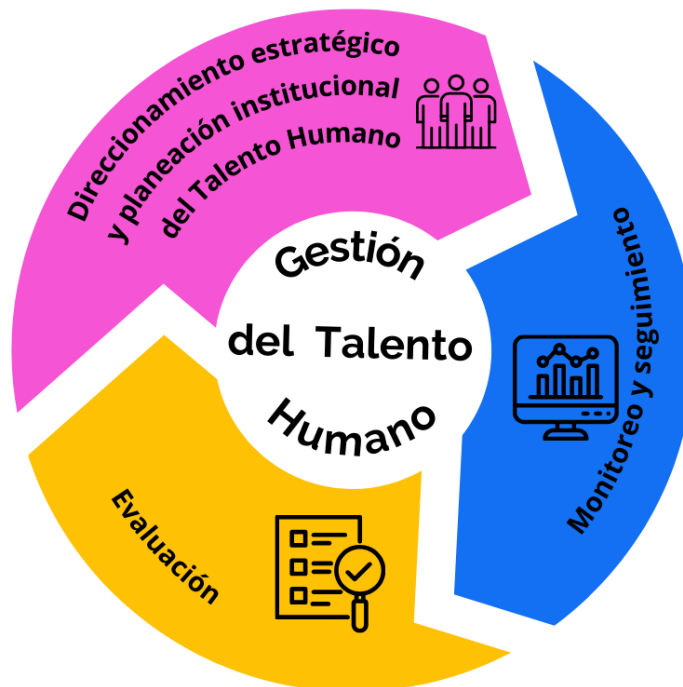 Direccionamiento estratégico
y planeación institucional
del Talento Humano
Gestión
del Talento
Humano
Monitoreo y seguimiento
Evaluación